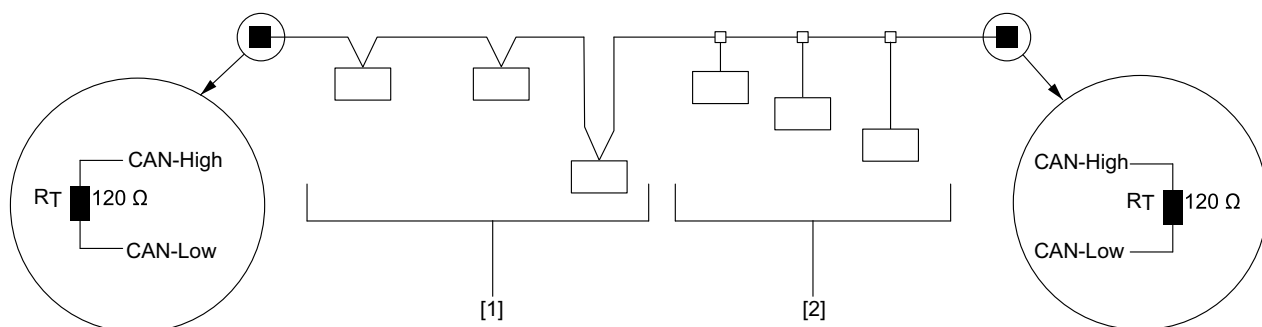 CAN-High
RT 120 Ω
CAN-Low
CAN-High
RT 120 Ω
CAN-Low
[1]
[2]